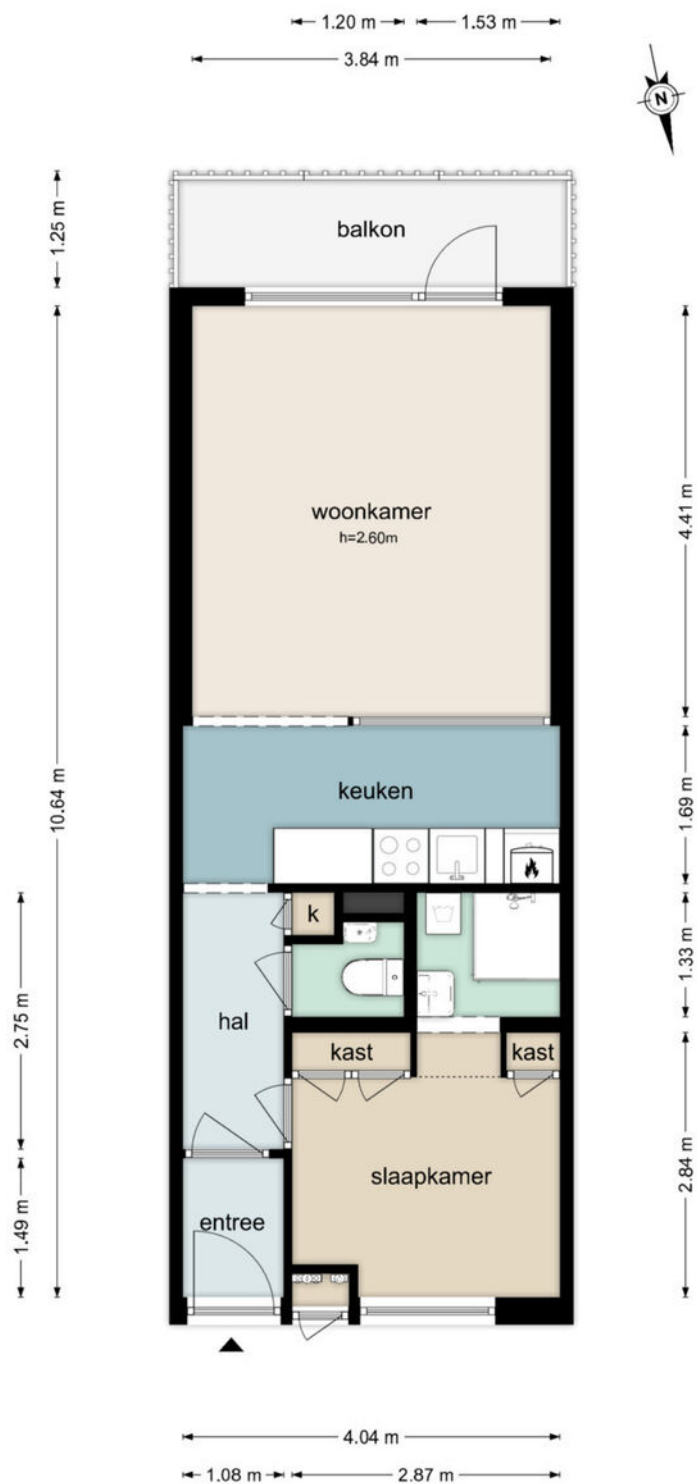 1.20 m
1.53 m
3.84 m
N
1.25 m
balkon
woonkamer
h=2.60m
4.41 m
10.64 m
keuken
1.69 m
k
1.33 m
2.75 m
hal
kast
kast
slaapkamer
2.84 m
entree
1.49 m
4.04 m
1.08 m
2.87 m